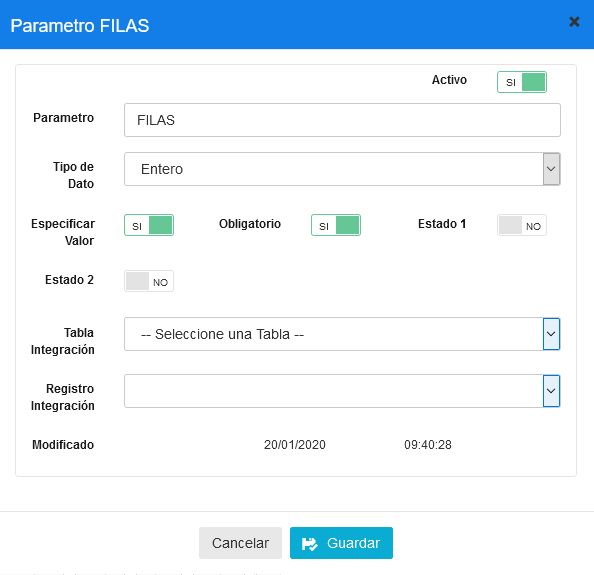 Parametro FILAS
Activo SI
Parametro FILAS
Tipo de Dato Entero
Especificar Valor SI Obligatorio SI Estado 1 NO
Estado 2 NO
Tabla Integración -- Seleccione una Tabla --
Registro Integración
Modificado 20/01/2020 09:40:28
Cancelar Guardar